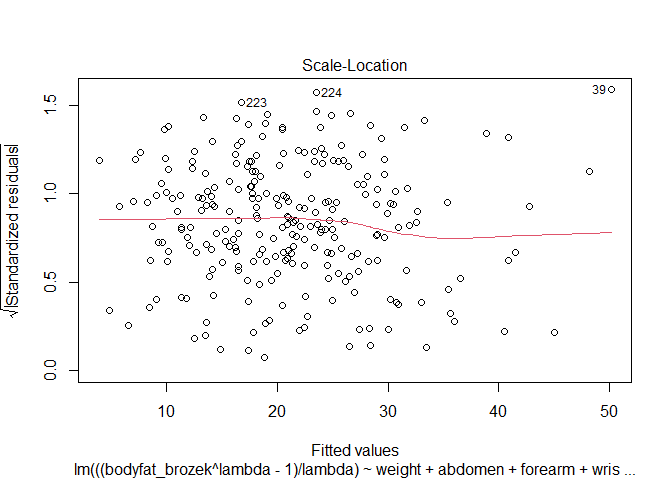 Scale-Location
√|Standardized residuals|
0.0 0.5 1.0 1.5
223
224
39
10 20 30 40 50
Fitted values
lm(((bodyfat_brozek^lambda - 1)/lambda) ~ weight + abdomen + forearm + wris ...